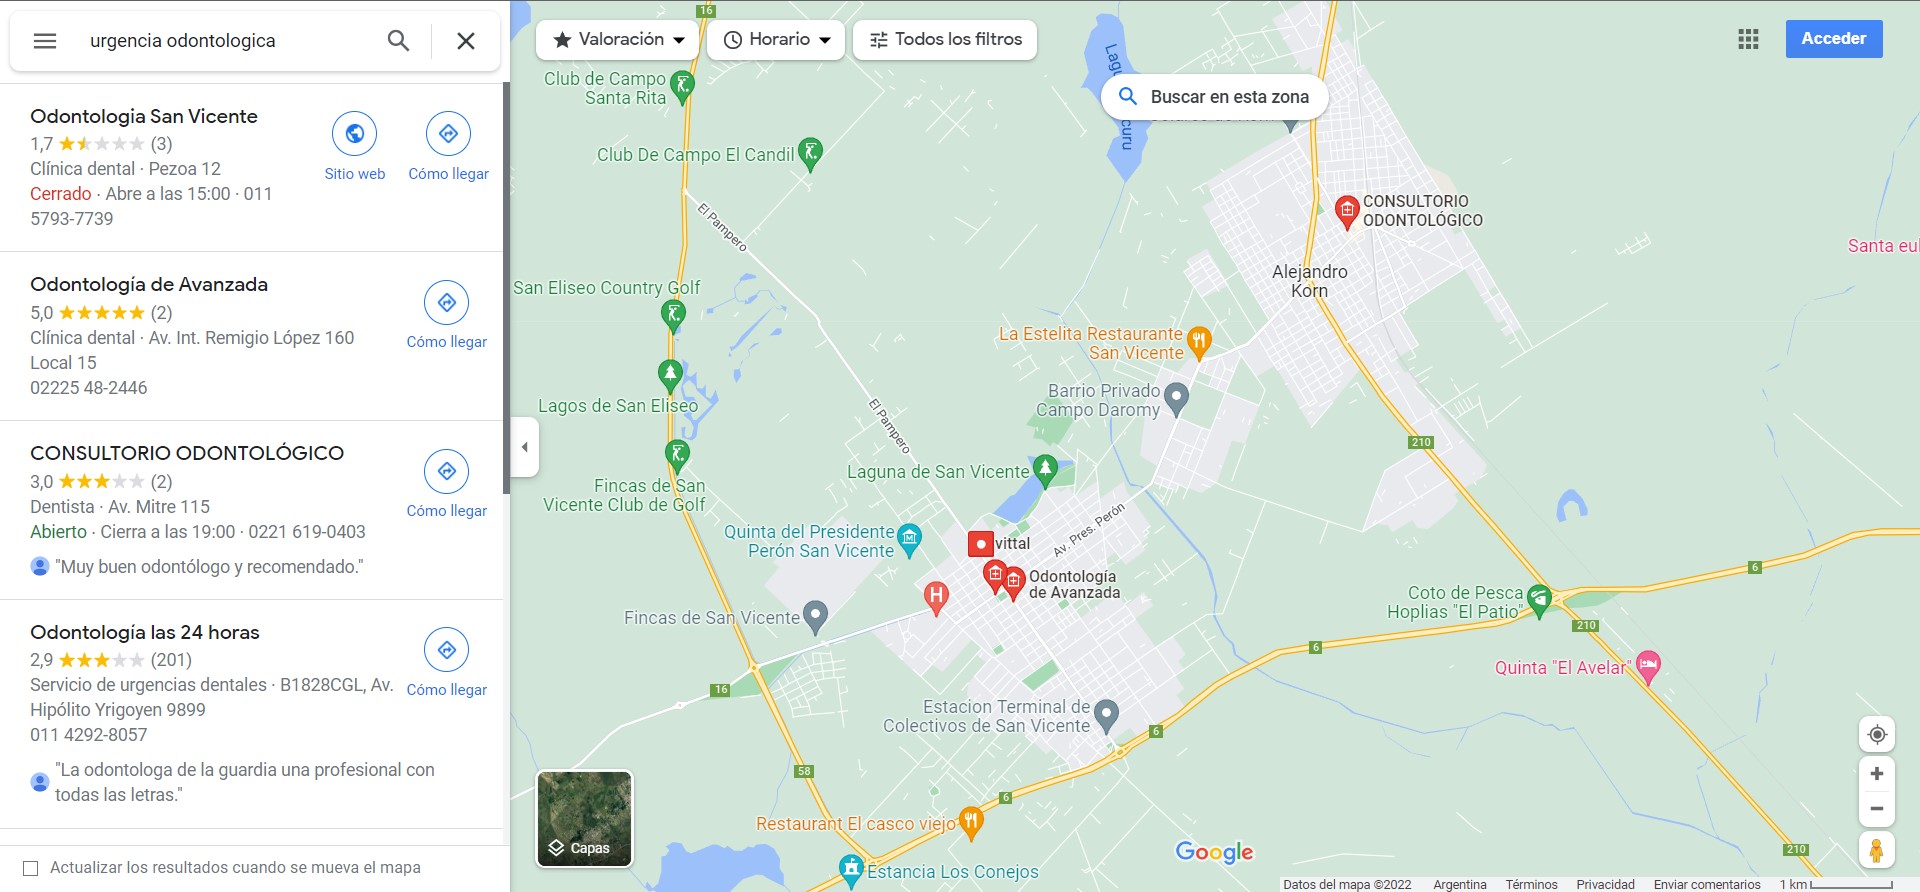 urgencia odontologica
Odontologia San Vicente
1,7 (3)
Clínica dental · Pezoa 12
Cerrado · Abre a las 15:00 · 011
5793-7739
Sitio web
Cómo llegar
Odontología de Avanzada
5,0 (2)
Clínica dental · Av. Int. Remigio López 160
Local 15
02225 48-2446
Cómo llegar
CONSULTORIO ODONTOLÓGICO
3,0 (2)
Dentista · Av. Mitre 115
Abierto · Cierra a las 19:00 · 0221 619-0403
"Muy buen odontólogo y recomendado."
Cómo llegar
Odontología las 24 horas
2,9 (201)
Servicio de urgencias dentales · B1828CGL, Av.
Hipólito Yrigoyen 9899
011 4292-8057
"La odontologa de la guardia una profesional con
todas las letras."
Cómo llegar
Actualizar los resultados cuando se mueva el mapa
Valoración
Horario
Todos los filtros
Acceder
Buscar en esta zona
16
Club de Campo
Santa Rita
Club De Campo El Candil
El Pampero
San Eliseo Country Golf
Lagos de San Eliseo
El Pampero
Fincas de San
Vicente Club de Golf
CONSULTORIO
ODONTOLÓGICO
Santa eul
Alejandro
Korn
La Estelita Restaurante
San Vicente
Barrio Privado
Campo Daromy
210
Laguna de San Vicente
Av. Pres. Perón
Quinta del Presidente
Perón San Vicente
vittal
Odontología
de Avanzada
H
Fincas de San Vicente
6
Coto de Pesca
Hoplias "El Patio"
210
6
Quinta "El Avelar"
16
Estacion Terminal de
Colectivos de San Vicente
6
58
6
Restaurant El casco viejo
Estancia Los Conejos
210
Capas
Google
Datos del mapa ©2022 Argentina Términos Privacidad Enviar comentarios 1 km